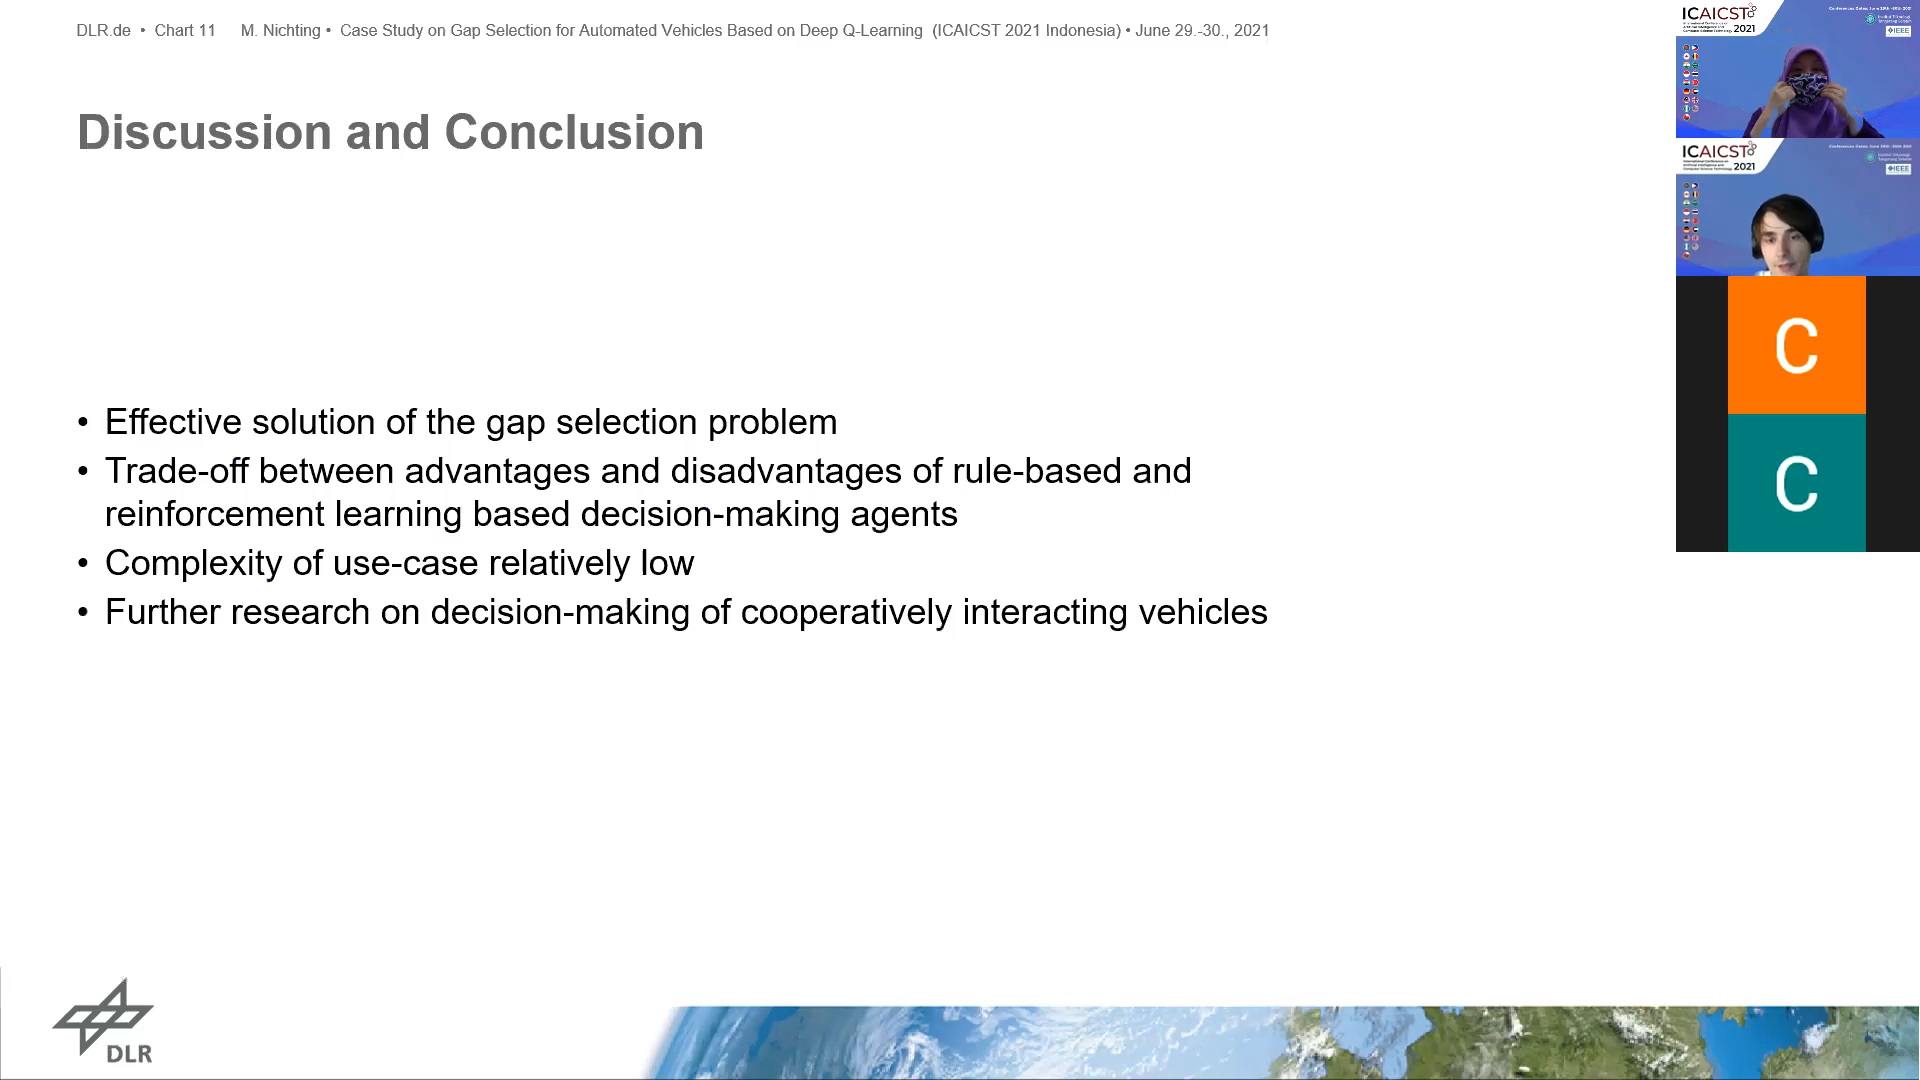 DLR.de • Chart 11 M. Nichting • Case Study on Gap Selection for Automated Vehicles Based on Deep Q-Learning (ICAICST 2021 Indonesia) • June 29.-30., 2021
Discussion and Conclusion
• Effective solution of the gap selection problem
• Trade-off between advantages and disadvantages of rule-based and
reinforcement learning based decision-making agents
• Complexity of use-case relatively low
• Further research on decision-making of cooperatively interacting vehicles
DLR
ICAICST
2021
IEEE
ICAICST
2021
IEEE
C
C